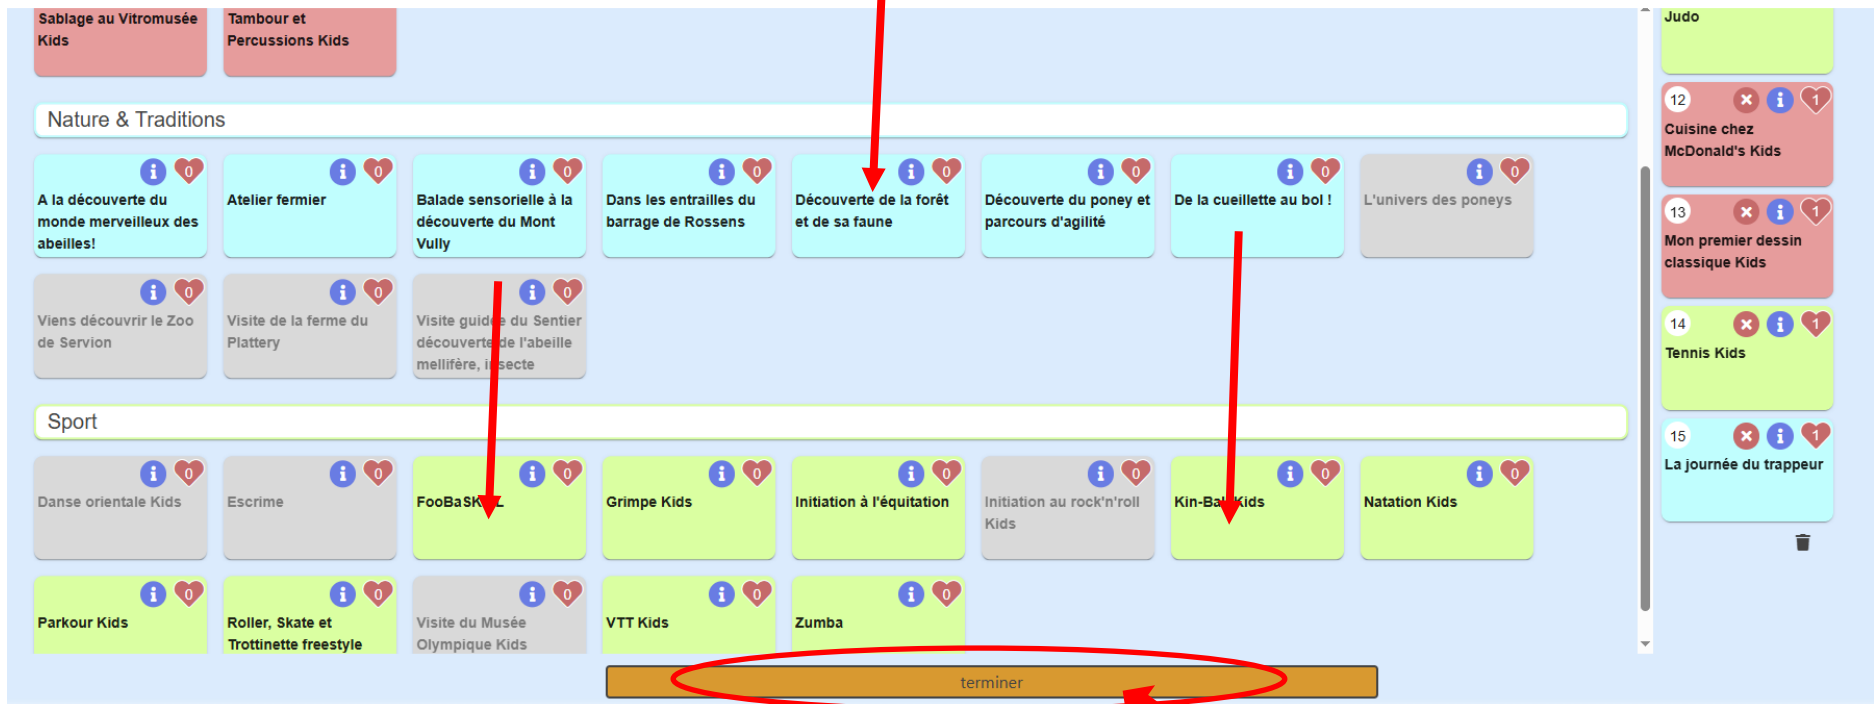 Sablage au Vitromusée
Kids
Tambour et
Percussions Kids
Judo
Nature & Traditions
0
A la découverte du
monde merveilleux des
abeilles!
0
Atelier fermier
0
Balade sensorielle à la
découverte du Mont
Vully
0
Dans les entrailles du
barrage de Rossens
0
Découverte de la forêt
et de sa faune
0
Découverte du poney et
parcours d'agilité
0
De la cueillette au bol !
0
L'univers des poneys
0
Viens découvrir le Zoo
de Servion
0
Visite de la ferme du
Plattery
0
Visite guidée du Sentier
découverte de l'abeille
mellifère, insecte
Sport
0
Danse orientale Kids
0
Escrime
0
FooBaSKILL
0
Grimpe Kids
0
Initiation à l'équitation
0
Initiation au rock'n'roll
Kids
0
Kin-Ball Kids
0
Natation Kids
0
Parkour Kids
0
Roller, Skate et
Trottinette freestyle
0
Visite du Musée
Olympique Kids
0
VTT Kids
0
Zumba
12 1
Cuisine chez
McDonald's Kids
13 1
Mon premier dessin
classique Kids
14 1
Tennis Kids
15 1
La journée du trappeur
terminer